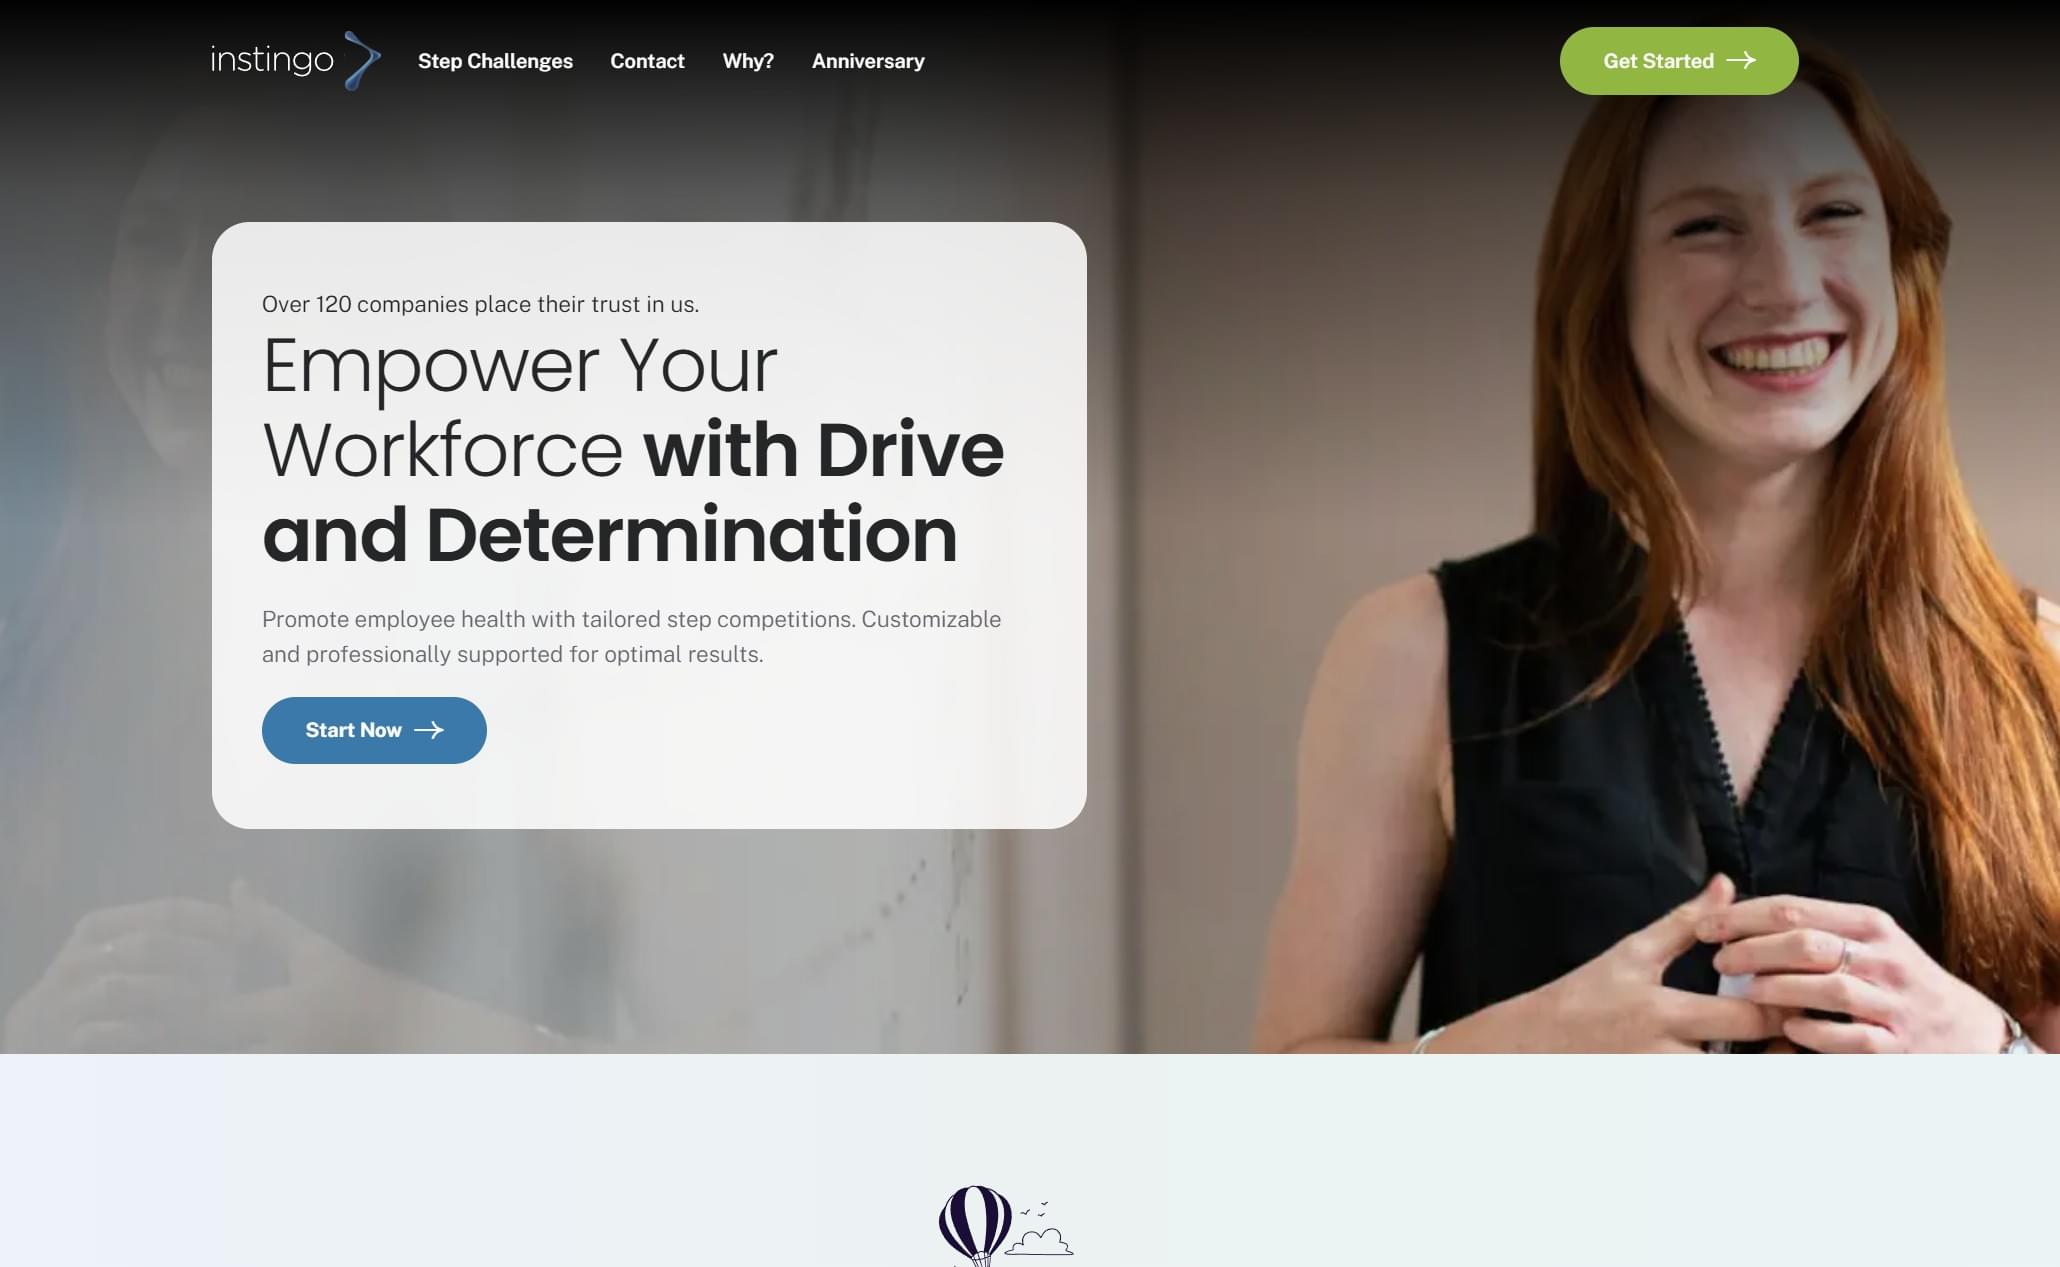 instingo
Step Challenges
Contact
Why?
Anniversary
Get Started
Over 120 companies place their trust in us.
Empower Your
Workforce with Drive
and Determination
Promote employee health with tailored step competitions. Customizable
and professionally supported for optimal results.
Start Now